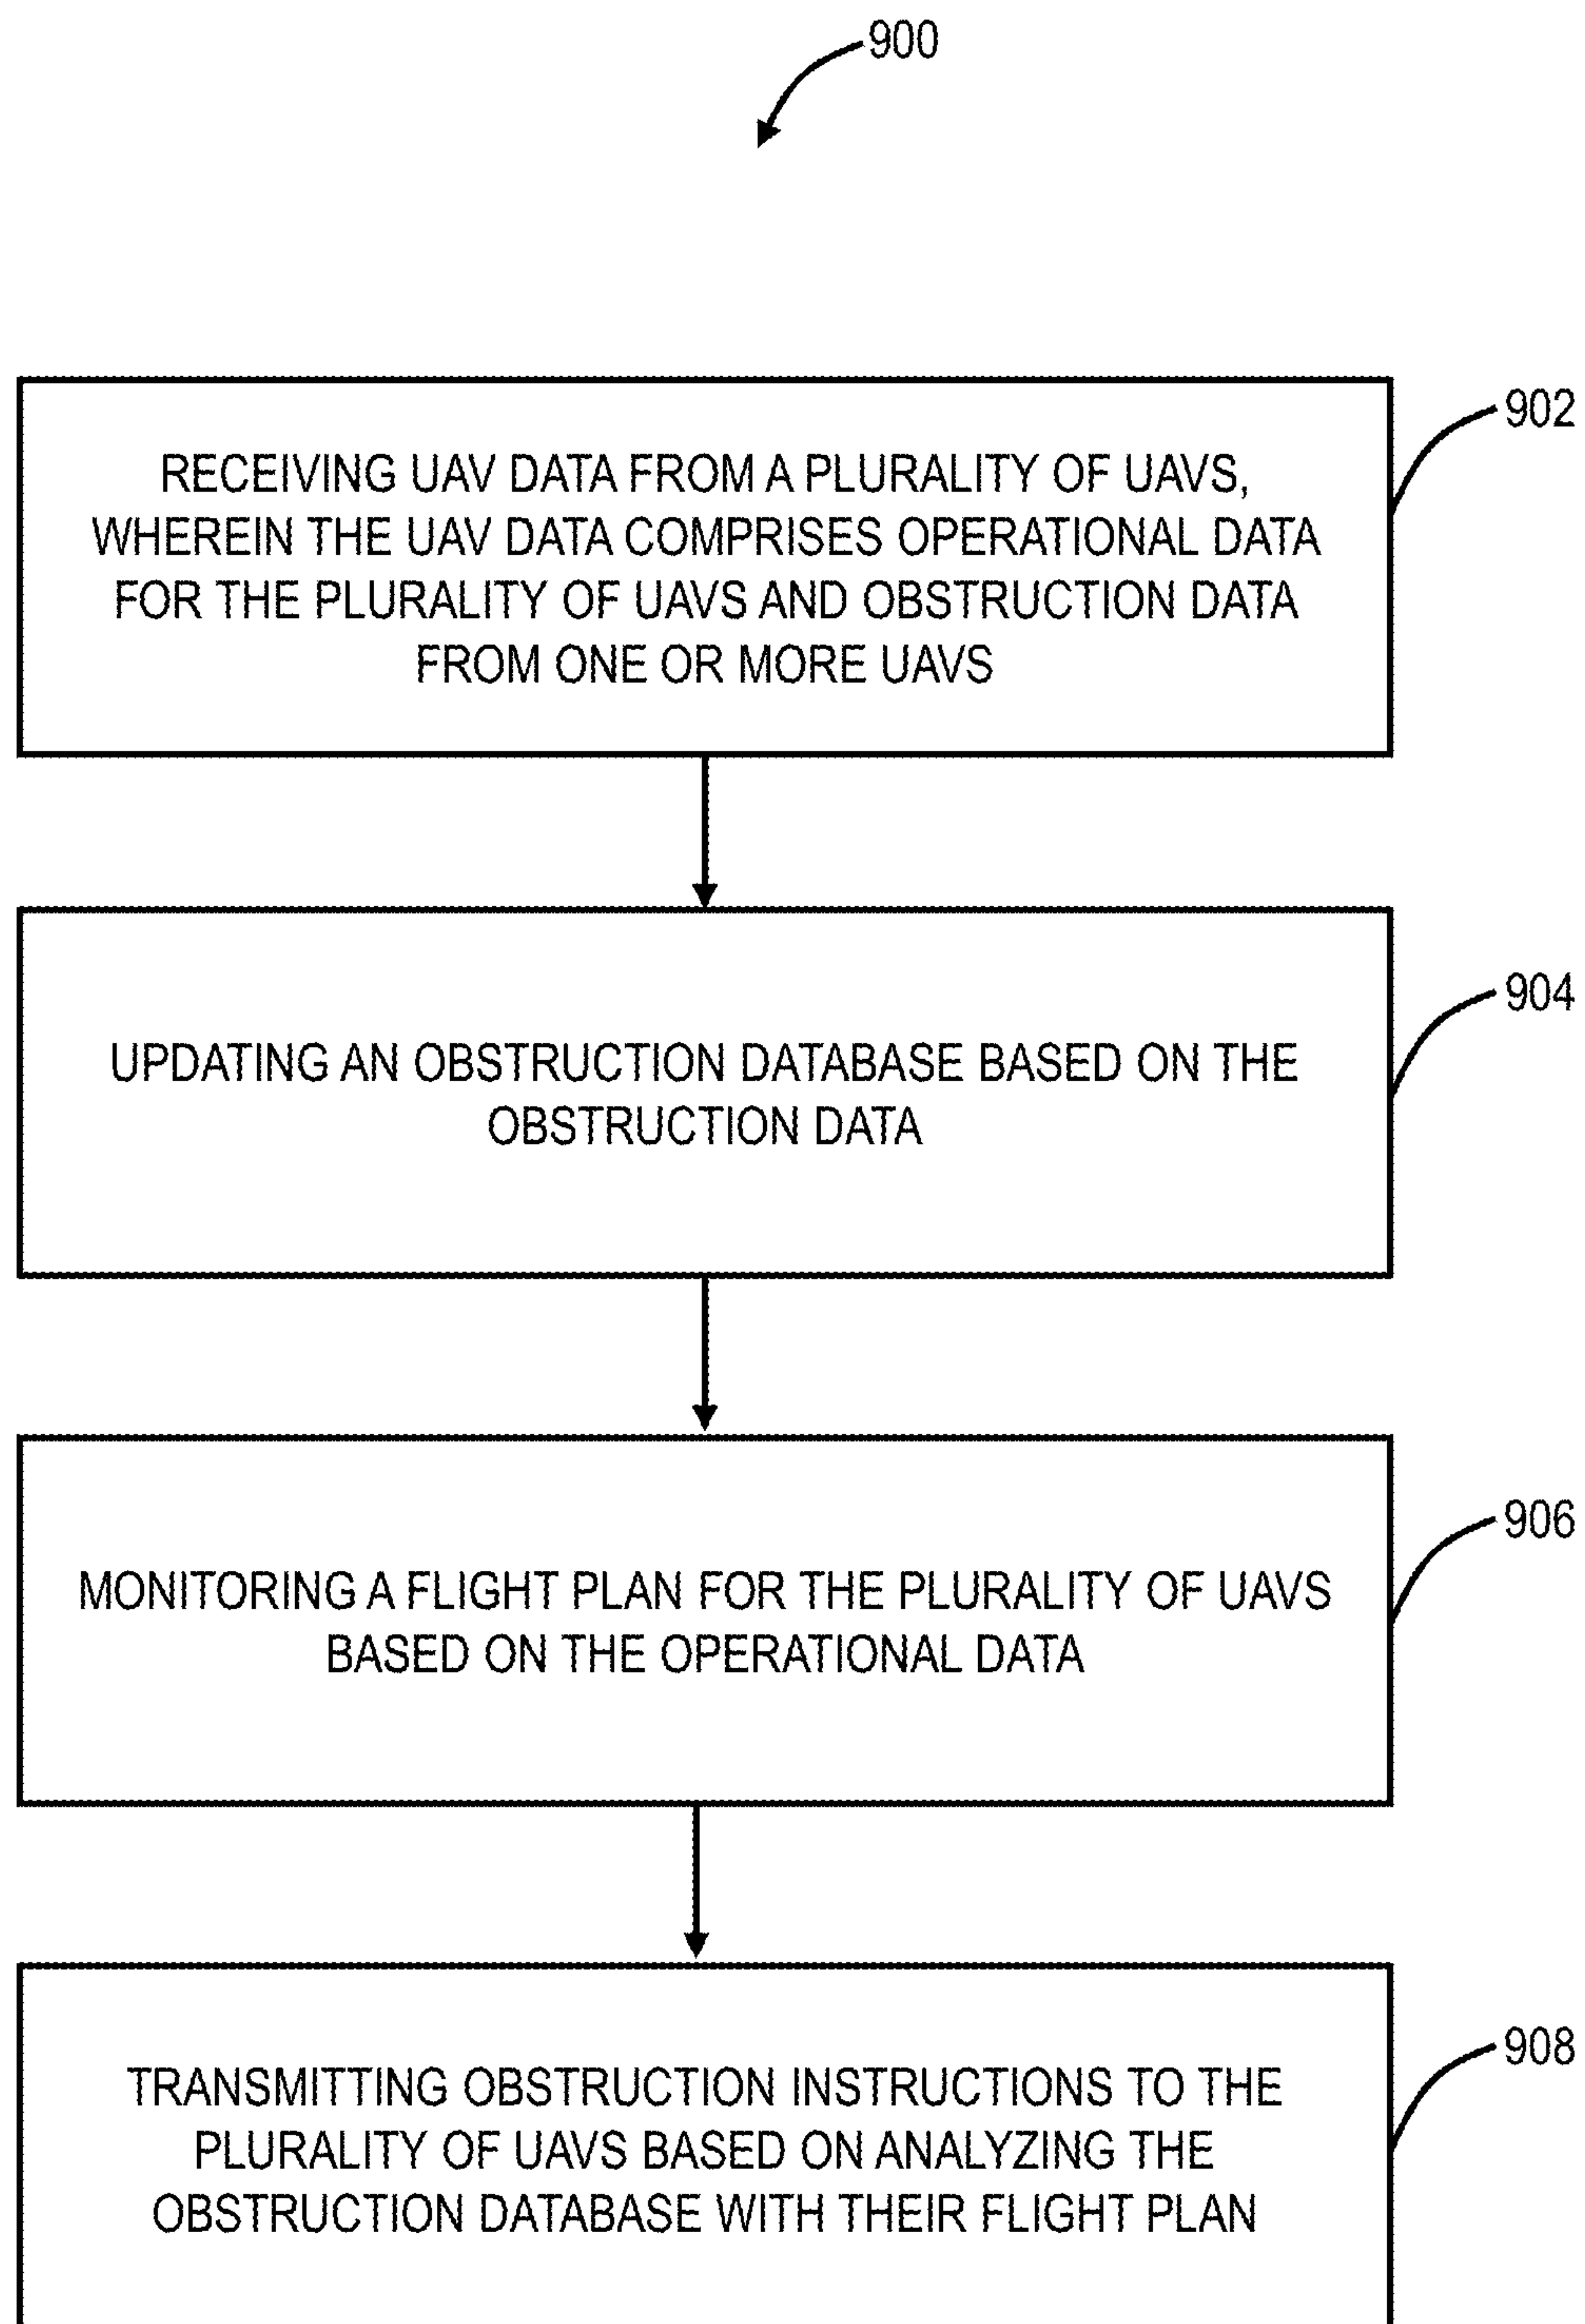 900
902
RECEIVING UAV DATA FROM A PLURALITY OF UAVS,
WHEREIN THE UAV DATA COMPRISES OPERATIONAL DATA
FOR THE PLURALITY OF UAVS AND OBSTRUCTION DATA
FROM ONE OR MORE UAVS
904
UPDATING AN OBSTRUCTION DATABASE BASED ON THE
OBSTRUCTION DATA
906
MONITORING A FLIGHT PLAN FOR THE PLURALITY OF UAVS
BASED ON THE OPERATIONAL DATA
908
TRANSMITTING OBSTRUCTION INSTRUCTIONS TO THE
PLURALITY OF UAVS BASED ON ANALYZING THE
OBSTRUCTION DATABASE WITH THEIR FLIGHT PLAN